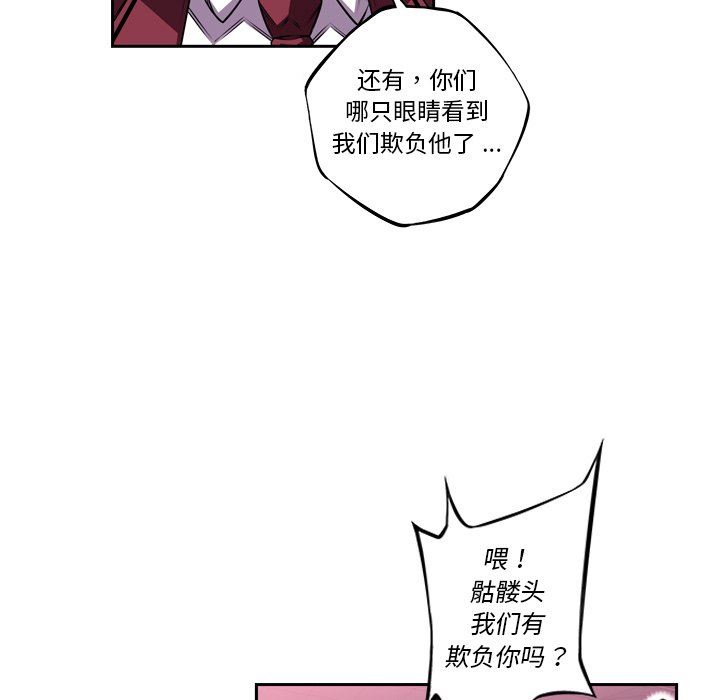 还有，你们
哪只眼睛看到
我们欺负他了 ...
喂！
骷髅头
我们有
欺负你吗？